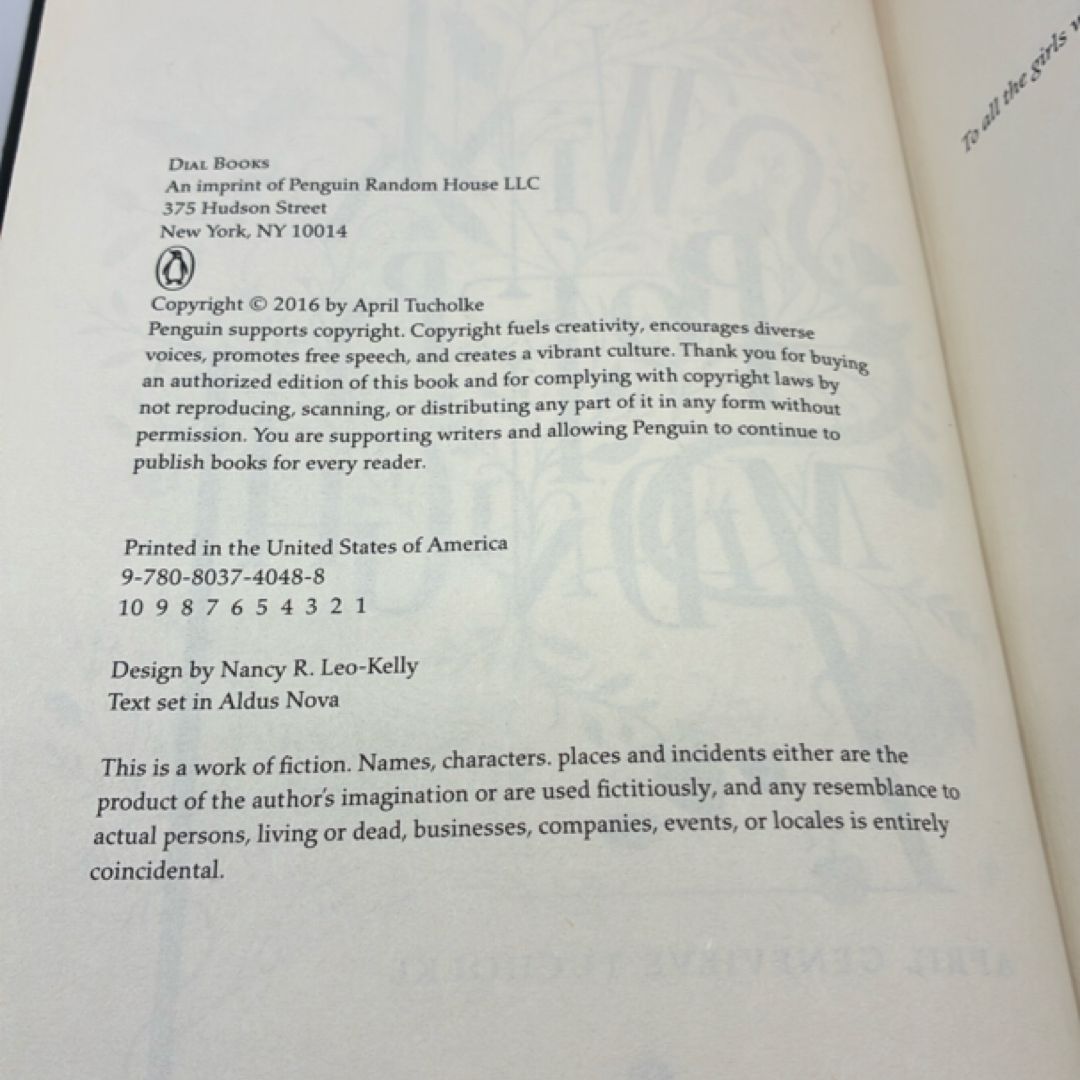 DIAL BOOKS
An imprint of Penguin Random House LLC
375 Hudson Street
New York, NY 10014
Copyright © 2016 by April Tucholke
Penguin supports copyright. Copyright fuels creativity, encourages diverse
voices, promotes free speech, and creates a vibrant culture. Thank you for buying
an authorized edition of this book and for complying with copyright laws by
not reproducing, scanning, or distributing any part of it in any form without
permission. You are supporting writers and allowing Penguin to continue to
publish books for every reader.
Printed in the United States of America
9-780-8037-4048-8
10 9 8 7 6 5 4 3 2 1
Design by Nancy R. Leo-Kelly
Text set in Aldus Nova
This is a work of fiction. Names, characters. places and incidents either are the
product of the author's imagination or are used fictitiously, and any resemblance to
actual persons, living or dead, businesses, companies, events, or locales is entirely
coincidental.
To all the girls